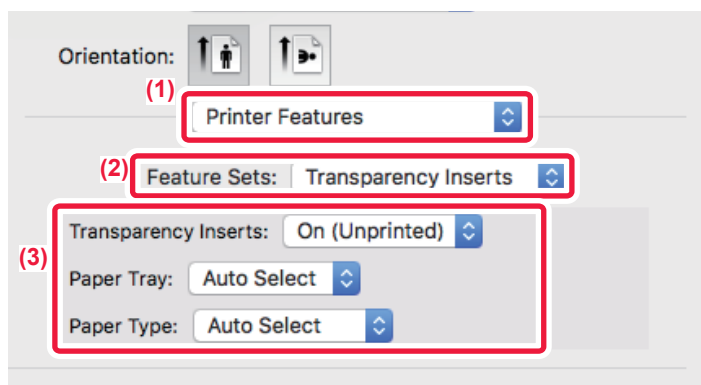 Orientation:
(1)
Printer Features
(2)
Feature Sets: Transparency Inserts
(3)
Transparency Inserts: On (Unprinted)
Paper Tray: Auto Select
Paper Type: Auto Select